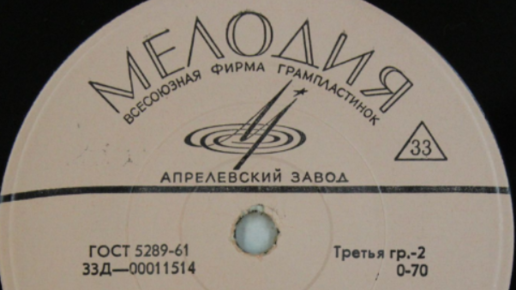 МЕЛОДИЯ
ВСЕСОЮЗНАЯ ФИРМА ГРАМПЛАСТИНОК
33
АПРЕЛЕВСКИЙ ЗАВОД
ГОСТ 5289-61
Третья гр.-2
33Д—00011514
0-70